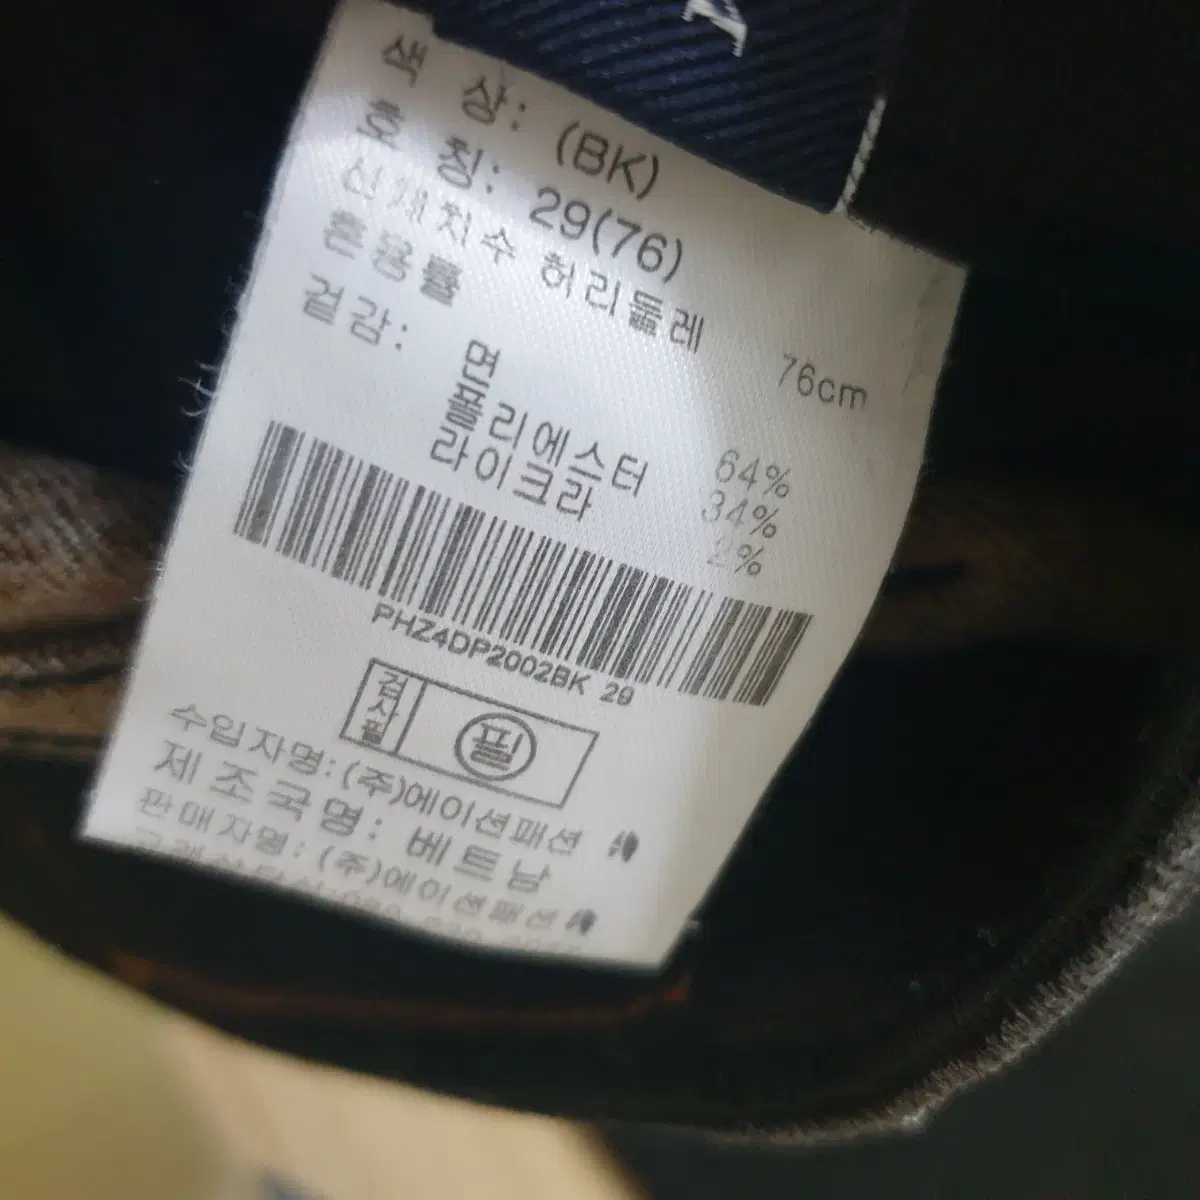 색 상: (BK)
호 칭: 29(76)
신체치수 허리둘레 76cm
혼용률
겉감: 면 64%
폴리에스터 34%
라이크라 2%
PHZ4DP2002BK 29
검사필 필
수입자명: (주)에이션패션
제 조 국 명: 베트남
판매자명: (주)에이션패션